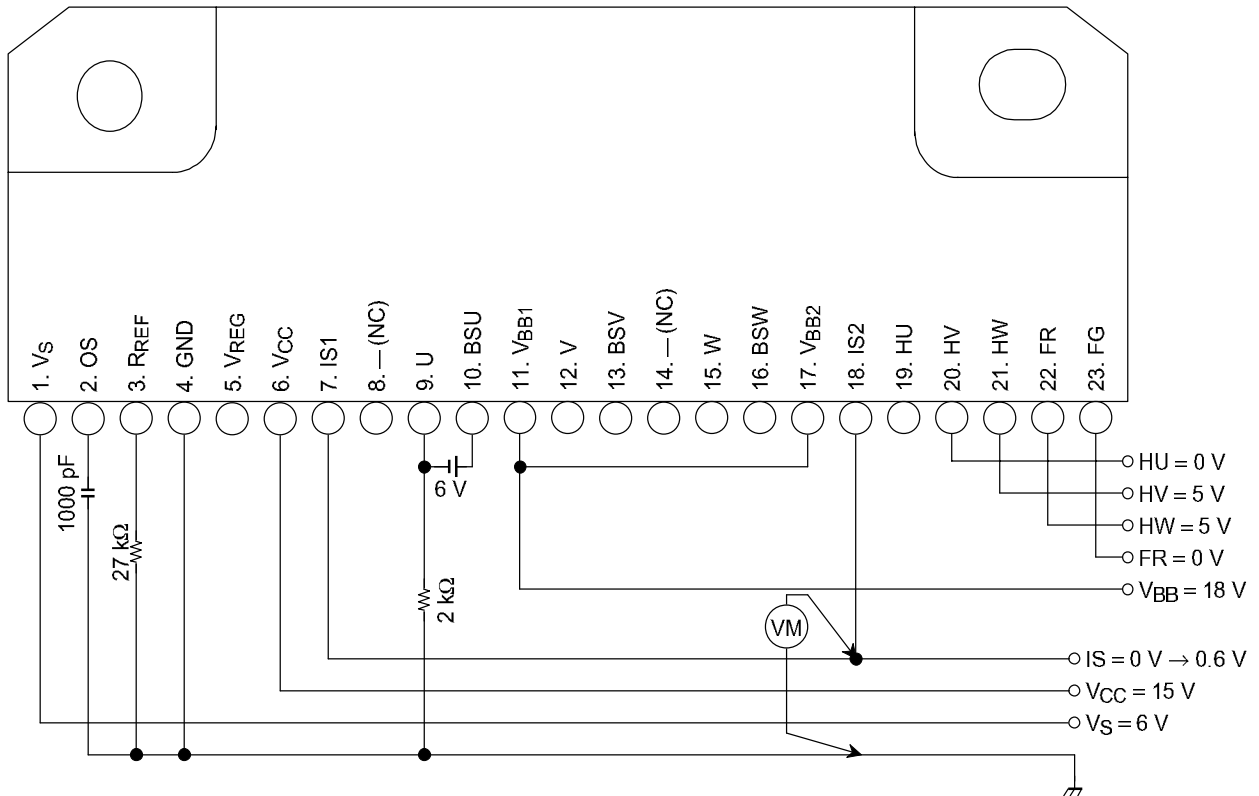 1. VS
2. OS
3. RREF
4. GND
5. VREG
6. VCC
7. IS1
8. — (NC)
9. U
10. BSU
11. VBB1
12. V
13. BSV
14. — (NC)
15. W
16. BSW
17. VBB2
18. IS2
19. HU
20. HV
21. HW
22. FR
23. FG
1000 pF
27 kΩ
6 V
2 kΩ
VM
HU = 0 V
HV = 5 V
HW = 5 V
FR = 0 V
VBB = 18 V
IS = 0 V → 0.6 V
VCC = 15 V
VS = 6 V